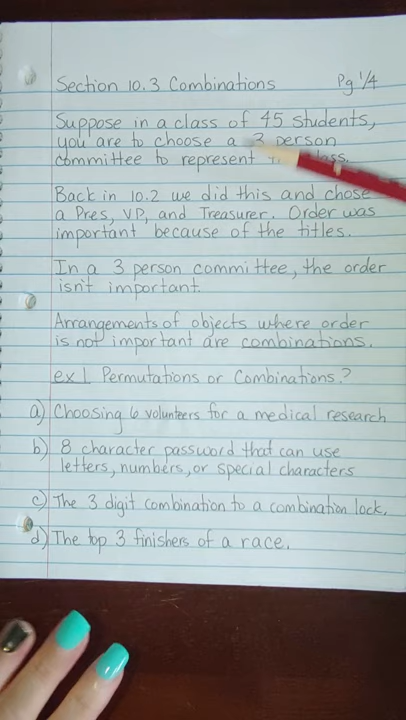 Section 10.3 Combinations Pg 1/4
Suppose in a class of 45 students,
you are to choose a 3 person
committee to represent class.
Back in 10.2 we did this and chose
a Pres, VP, and Treasurer. Order was
important because of the titles.
In a 3 person committee, the order
isn't important.
Arrangements of objects where order
is not important are combinations.
ex 1 Permutations or Combinations?
a) Choosing 6 volunteers for a medical research
b) 8 character password that can use
letters, numbers, or special characters
c) The 3 digit combination to a combination lock.
d) The top 3 finishers of a race.